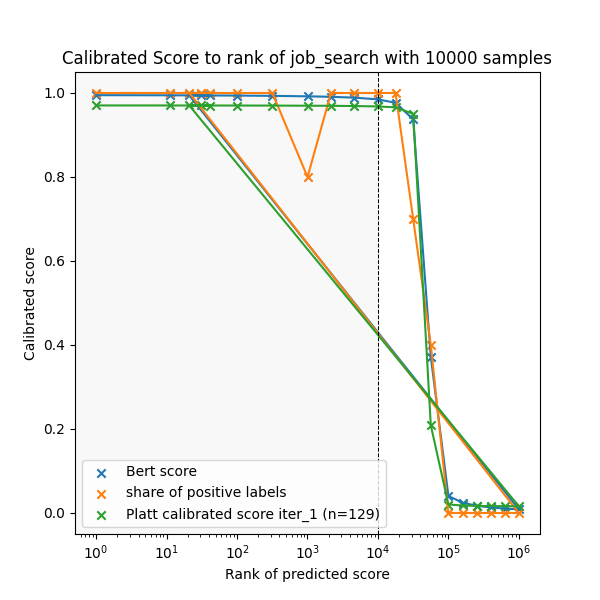 Calibrated Score to rank of job_search with 10000 samples
Calibrated score
1.0
0.8
0.6
0.4
0.2
0.0
Bert score
share of positive labels
Platt calibrated score iter_1 (n=129)
10^0 10^1 10^2 10^3 10^4 10^5 10^6
Rank of predicted score